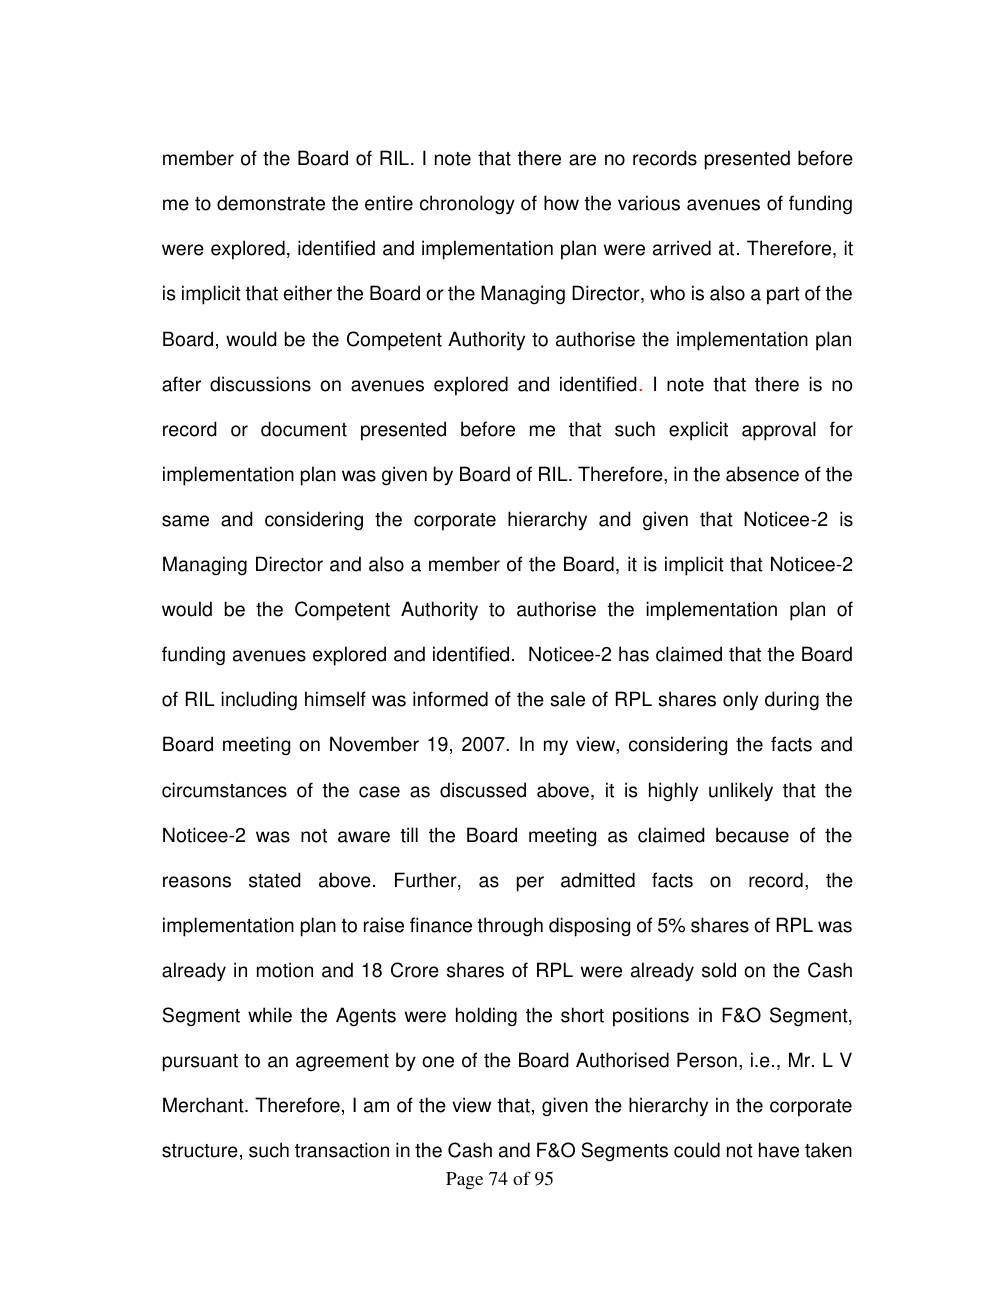 member of the Board of RIL. I note that there are no records presented before
me to demonstrate the entire chronology of how the various avenues of funding
were explored, identified and implementation plan were arrived at. Therefore, it
is implicit that either the Board or the Managing Director, who is also a part of the
Board, would be the Competent Authority to authorise the implementation plan
after discussions on avenues explored and identified. I note that there is no
record or document presented before me that such explicit approval for
implementation plan was given by Board of RIL. Therefore, in the absence of the
same and considering the corporate hierarchy and given that Noticee-2 is
Managing Director and also a member of the Board, it is implicit that Noticee-2
would be the Competent Authority to authorise the implementation plan of
funding avenues explored and identified.  Noticee-2 has claimed that the Board
of RIL including himself was informed of the sale of RPL shares only during the
Board meeting on November 19, 2007. In my view, considering the facts and
circumstances of the case as discussed above, it is highly unlikely that the
Noticee-2 was not aware till the Board meeting as claimed because of the
reasons stated above. Further, as per admitted facts on record, the
implementation plan to raise finance through disposing of 5% shares of RPL was
already in motion and 18 Crore shares of RPL were already sold on the Cash
Segment while the Agents were holding the short positions in F&O Segment,
pursuant to an agreement by one of the Board Authorised Person, i.e., Mr. L V
Merchant. Therefore, I am of the view that, given the hierarchy in the corporate
structure, such transaction in the Cash and F&O Segments could not have taken
Page 74 of 95